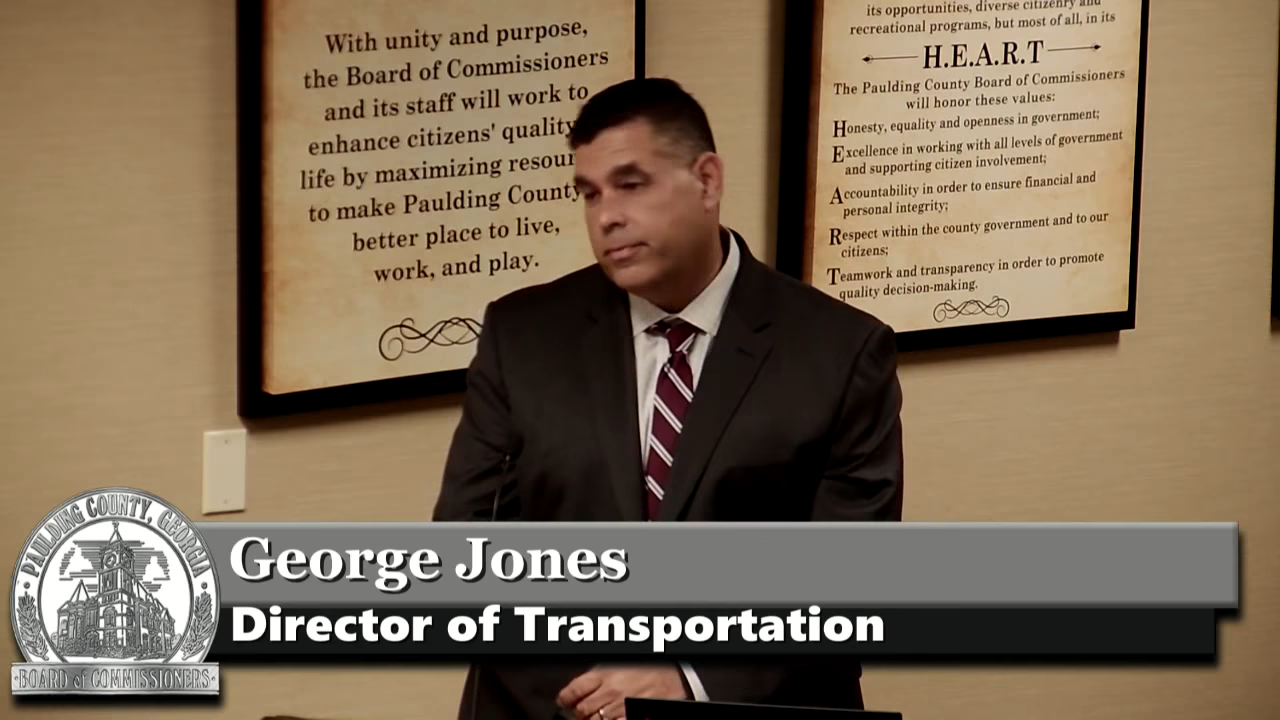 With unity and purpose,
the Board of Commissioners
and its staff will work to
enhance citizens' quality
life by maximizing
to make Paulding County
better place to live,
work, and play.
its opportunities, diverse citizenry and
recreational programs, but most of all, in its
H.E.A.R.T
The Paulding County Board of Commissioners
will honor these values:
Honesty, equality and openness in government;
Excellence in working with all levels of government
and supporting citizen involvement;
Accountability in order to ensure financial and
personal integrity;
Respect within the county government and to our
citizens;
Teamwork and transparency in order to promote
quality decision-making.
PAULDING COUNTY, GEORGIA
BOARD of COMMISSIONERS
George Jones
Director of Transportation